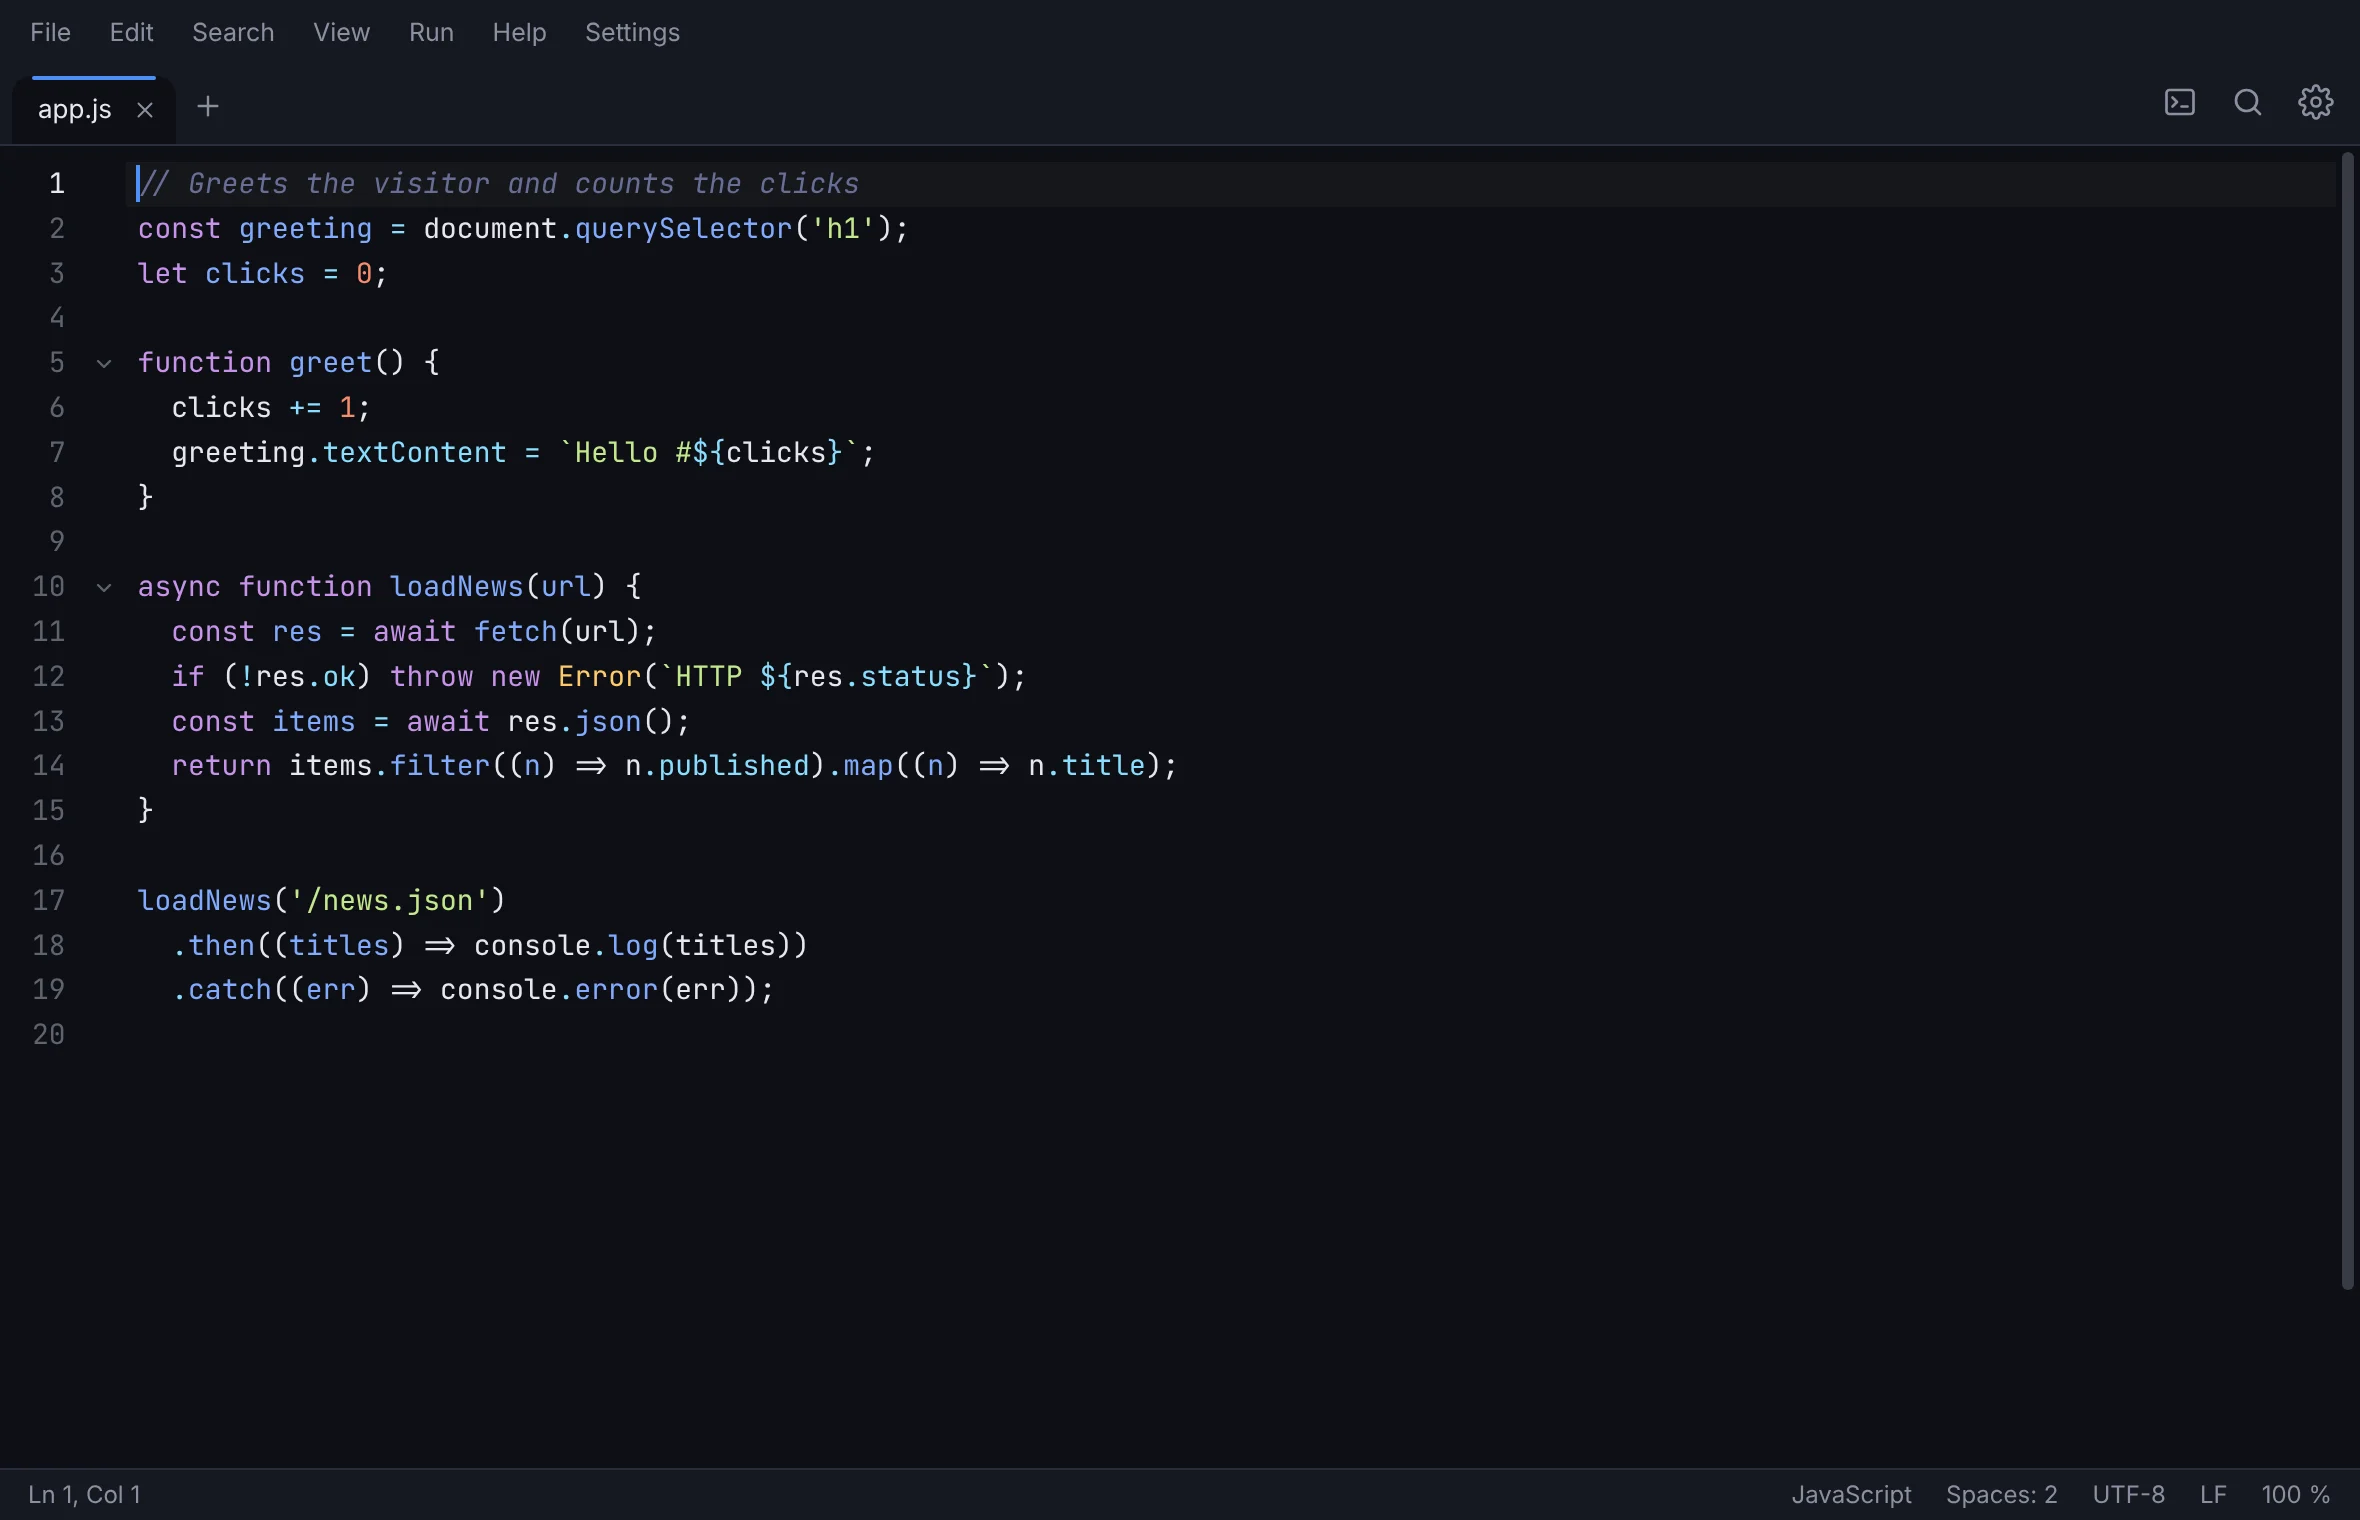 File Edit Search View Run Help Settings
app.js
1 // Greets the visitor and counts the clicks
2 const greeting = document.querySelector('h1');
3 let clicks = 0;
4
5 function greet() {
6   clicks += 1;
7   greeting.textContent = `Hello #${clicks}`;
8 }
9
10 async function loadNews(url) {
11   const res = await fetch(url);
12   if (!res.ok) throw new Error(`HTTP ${res.status}`);
13   const items = await res.json();
14   return items.filter((n) => n.published).map((n) => n.title);
15 }
16
17 loadNews('/news.json')
18   .then((titles) => console.log(titles))
19   .catch((err) => console.error(err));
20
Ln 1, Col 1 JavaScript Spaces: 2 UTF-8 LF 100 %